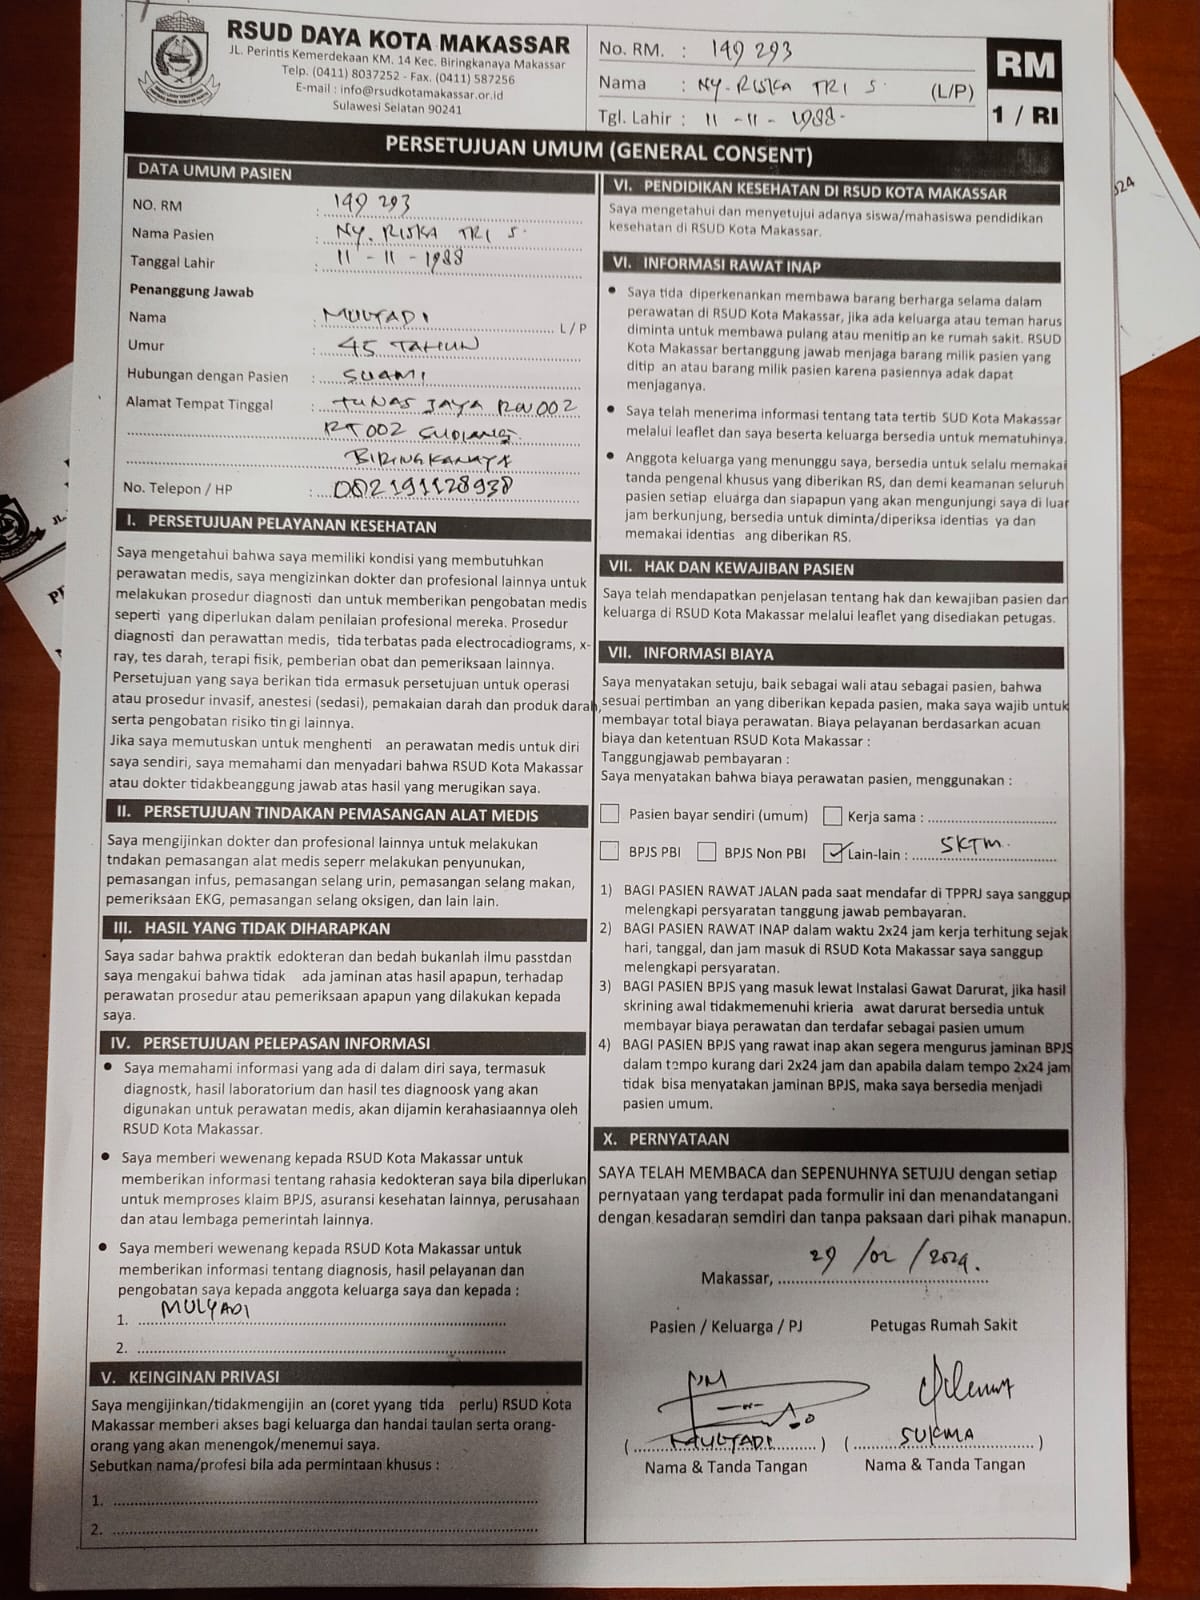 RSUD DAYA KOTA MAKASSAR
JL. Perintis Kemerdekaan KM. 14 Kec. Biringkanaya Makassar
Telp. (0411) 8037252 - Fax. (0411) 587256
E-mail : info@rsudkotamakassar.or.id
Sulawesi Selatan 90241
No. RM. : 149 293
Nama : NY. RISKA TRI S. (L/P)
Tgl. Lahir : 11 - 11 - 1988
RM
1 / RI
PERSETUJUAN UMUM (GENERAL CONSENT)
DATA UMUM PASIEN
NO. RM : 149 293
Nama Pasien : NY. RISKA TRI S.
Tanggal Lahir : 11 - 11 - 1988
Penanggung Jawab
Nama : MULYADI L / P
Umur : 45 TAHUN
Hubungan dengan Pasien : SUAMI
Alamat Tempat Tinggal : TUNAS JAYA RW002
RT002 SUDIANG
BIRINGKANAYA
No. Telepon / HP : 082191128938
I. PERSETUJUAN PELAYANAN KESEHATAN
Saya mengetahui bahwa saya memiliki kondisi yang membutuhkan
perawatan medis, saya mengizinkan dokter dan profesional lainnya untuk
melakukan prosedur diagnosti dan untuk memberikan pengobatan medis
seperti yang diperlukan dalam penilaian profesional mereka. Prosedur
diagnosti dan perawattan medis, tida terbatas pada electrocadiograms, x-
ray, tes darah, terapi fisik, pemberian obat dan pemeriksaan lainnya.
Persetujuan yang saya berikan tida ermasuk persetujuan untuk operasi
atau prosedur invasif, anestesi (sedasi), pemakaian darah dan produk darah,
serta pengobatan risiko tin gi lainnya.
Jika saya memutuskan untuk menghenti an perawatan medis untuk diri
saya sendiri, saya memahami dan menyadari bahwa RSUD Kota Makassar
atau dokter tidakbeanggung jawab atas hasil yang merugikan saya.
II. PERSETUJUAN TINDAKAN PEMASANGAN ALAT MEDIS
Saya mengijinkan dokter dan profesional lainnya untuk melakukan
tndakan pemasangan alat medis seperr melakukan penyunukan,
pemasangan infus, pemasangan selang urin, pemasangan selang makan,
pemeriksaan EKG, pemasangan selang oksigen, dan lain lain.
III. HASIL YANG TIDAK DIHARAPKAN
Saya sadar bahwa praktik edokteran dan bedah bukanlah ilmu passtdan
saya mengakui bahwa tidak ada jaminan atas hasil apapun, terhadap
perawatan prosedur atau pemeriksaan apapun yang dilakukan kepada
saya.
IV. PERSETUJUAN PELEPASAN INFORMASI
• Saya memahami informasi yang ada di dalam diri saya, termasuk
diagnostk, hasil laboratorium dan hasil tes diagnoosk yang akan
digunakan untuk perawatan medis, akan dijamin kerahasiaannya oleh
RSUD Kota Makassar.
• Saya memberi wewenang kepada RSUD Kota Makassar untuk
memberikan informasi tentang rahasia kedokteran saya bila diperlukan
untuk memproses klaim BPJS, asuransi kesehatan lainnya, perusahaan
dan atau lembaga pemerintah lainnya.
• Saya memberi wewenang kepada RSUD Kota Makassar untuk
memberikan informasi tentang diagnosis, hasil pelayanan dan
pengobatan saya kepada anggota keluarga saya dan kepada :
1. MULYADI
2.
V. KEINGINAN PRIVASI
Saya mengijinkan/tidakmengijin an (coret yyang tida perlu) RSUD Kota
Makassar memberi akses bagi keluarga dan handai taulan serta orang-
orang yang akan menengok/menemui saya.
Sebutkan nama/profesi bila ada permintaan khusus :
1.
2.
VI. PENDIDIKAN KESEHATAN DI RSUD KOTA MAKASSAR
Saya mengetahui dan menyetujui adanya siswa/mahasiswa pendidikan
kesehatan di RSUD Kota Makassar.
VI. INFORMASI RAWAT INAP
• Saya tida diperkenankan membawa barang berharga selama dalam
perawatan di RSUD Kota Makassar, jika ada keluarga atau teman harus
diminta untuk membawa pulang atau menitip an ke rumah sakit. RSUD
Kota Makassar bertanggung jawab menjaga barang milik pasien yang
ditip an atau barang milik pasien karena pasiennya adak dapat
menjaganya.
• Saya telah menerima informasi tentang tata tertib SUD Kota Makassar
melalui leaflet dan saya beserta keluarga bersedia untuk mematuhinya.
• Anggota keluarga yang menunggu saya, bersedia untuk selalu memakai
tanda pengenal khusus yang diberikan RS, dan demi keamanan seluruh
pasien setiap eluarga dan siapapun yang akan mengunjungi saya di luar
jam berkunjung, bersedia untuk diminta/diperiksa identias ya dan
memakai identias ang diberikan RS.
VII. HAK DAN KEWAJIBAN PASIEN
Saya telah mendapatkan penjelasan tentang hak dan kewajiban pasien dan
keluarga di RSUD Kota Makassar melalui leaflet yang disediakan petugas.
VII. INFORMASI BIAYA
Saya menyatakan setuju, baik sebagai wali atau sebagai pasien, bahwa
sesuai pertimban an yang diberikan kepada pasien, maka saya wajib untuk
membayar total biaya perawatan. Biaya pelayanan berdasarkan acuan
biaya dan ketentuan RSUD Kota Makassar :
Tanggungjawab pembayaran :
Saya menyatakan bahwa biaya perawatan pasien, menggunakan :
Pasien bayar sendiri (umum) Kerja sama :
BPJS PBI BPJS Non PBI Lain-lain : SKTM.
1) BAGI PASIEN RAWAT JALAN pada saat mendafar di TPPRJ saya sanggup
melengkapi persyaratan tanggung jawab pembayaran.
2) BAGI PASIEN RAWAT INAP dalam waktu 2x24 jam kerja terhitung sejak
hari, tanggal, dan jam masuk di RSUD Kota Makassar saya sanggup
melengkapi persyaratan.
3) BAGI PASIEN BPJS yang masuk lewat Instalasi Gawat Darurat, jika hasil
skrining awal tidakmemenuhi krieria awat darurat bersedia untuk
membayar biaya perawatan dan terdafar sebagai pasien umum
4) BAGI PASIEN BPJS yang rawat inap akan segera mengurus jaminan BPJS
dalam tempo kurang dari 2x24 jam dan apabila dalam tempo 2x24 jam
tidak bisa menyatakan jaminan BPJS, maka saya bersedia menjadi
pasien umum.
X. PERNYATAAN
SAYA TELAH MEMBACA dan SEPENUHNYA SETUJU dengan setiap
pernyataan yang terdapat pada formulir ini dan menandatangani
dengan kesadaran semdiri dan tanpa paksaan dari pihak manapun.
Makassar, 29 / 02 / 2024.
Pasien / Keluarga / PJ Petugas Rumah Sakit
( MULYADI ) ( SUKMA )
Nama & Tanda Tangan Nama & Tanda Tangan